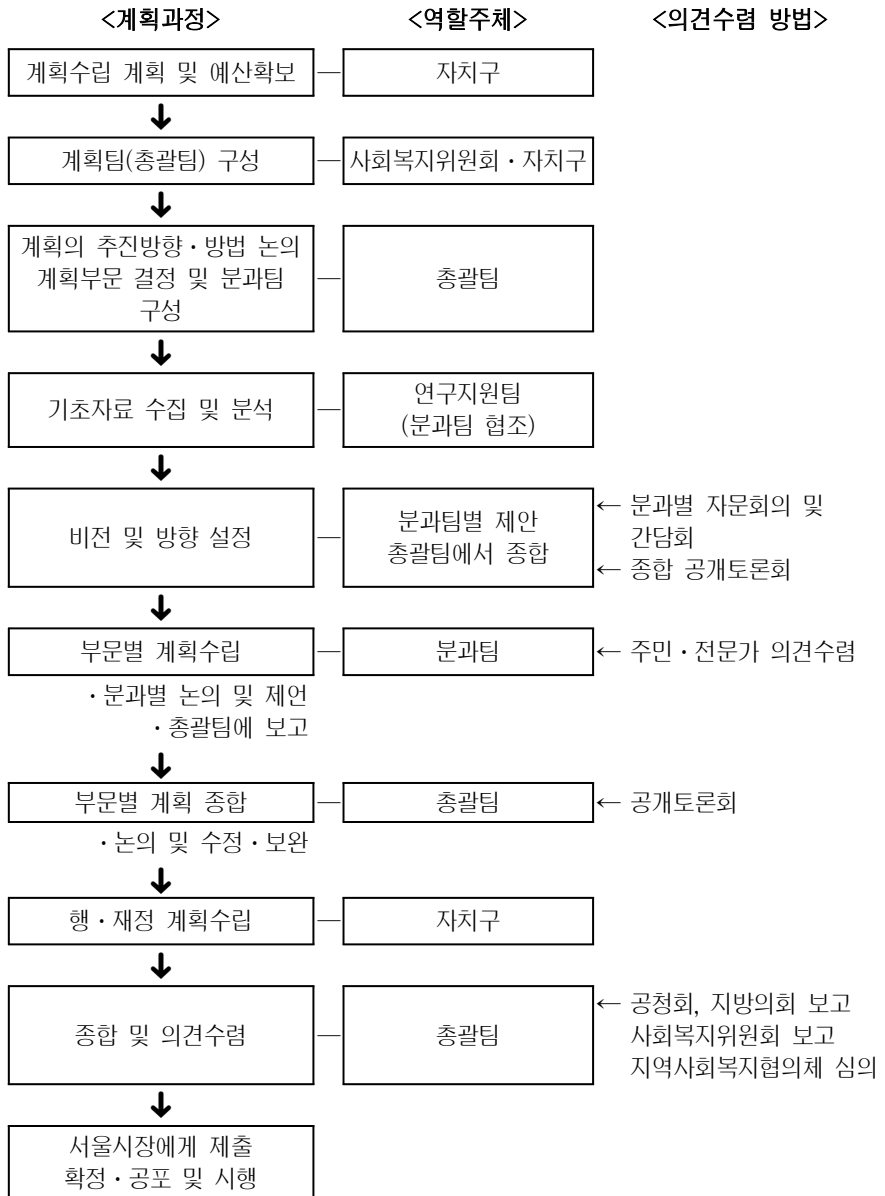 <계획과정> <역할주체> <의견수렴 방법>
계획수립 계획 및 예산확보 — 자치구
계획팀(총괄팀) 구성 — 사회복지위원회·자치구
계획의 추진방향·방법 논의
계획부문 결정 및 분과팀
구성
— 총괄팀
기초자료 수집 및 분석 —
연구지원팀
(분과팀 협조)
비전 및 방향 설정 —
분과팀별 제안
총괄팀에서 종합
← 분과별 자문회의 및
간담회
← 종합 공개토론회
부문별 계획수립 — 분과팀 ← 주민·전문가 의견수렴
·분과별 논의 및 제언
·총괄팀에 보고
부문별 계획 종합 — 총괄팀 ← 공개토론회
·논의 및 수정·보완
행·재정 계획수립 — 자치구
종합 및 의견수렴 — 총괄팀
← 공청회, 지방의회 보고
사회복지위원회 보고
지역사회복지협의체 심의
서울시장에게 제출
확정·공포 및 시행